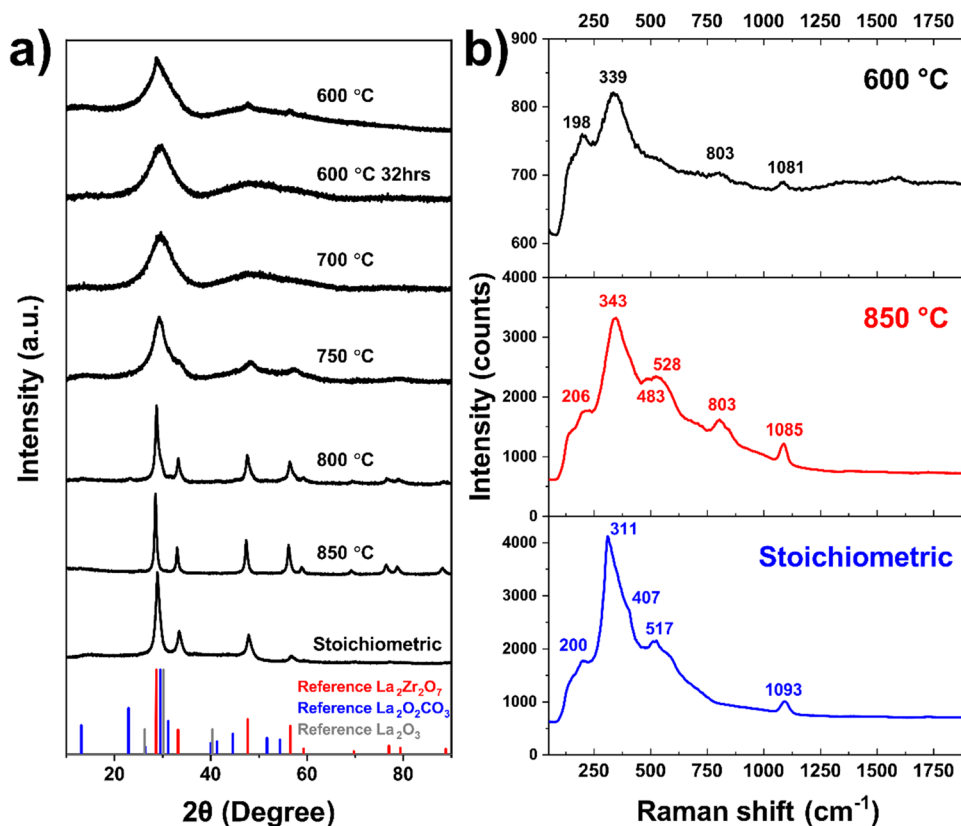 a)
600 °C
600 °C 32hrs
700 °C
750 °C
800 °C
850 °C
Stoichiometric
Reference La₂Zr₂O₇
Reference La₂O₂CO₃
Reference La₂O₃
Intensity (a.u.)
20 40 60 80
2θ (Degree)
b)
250 500 750 1000 1250 1500 1750
600 °C
900
800
700
600
198
339
803
1081
850 °C
4000
3000
2000
1000
0
206
343
483
528
803
1085
Intensity (counts)
Stoichiometric
4000
3000
2000
1000
0
200
311
407
517
1093
250 500 750 1000 1250 1500 1750
Raman shift (cm⁻¹)